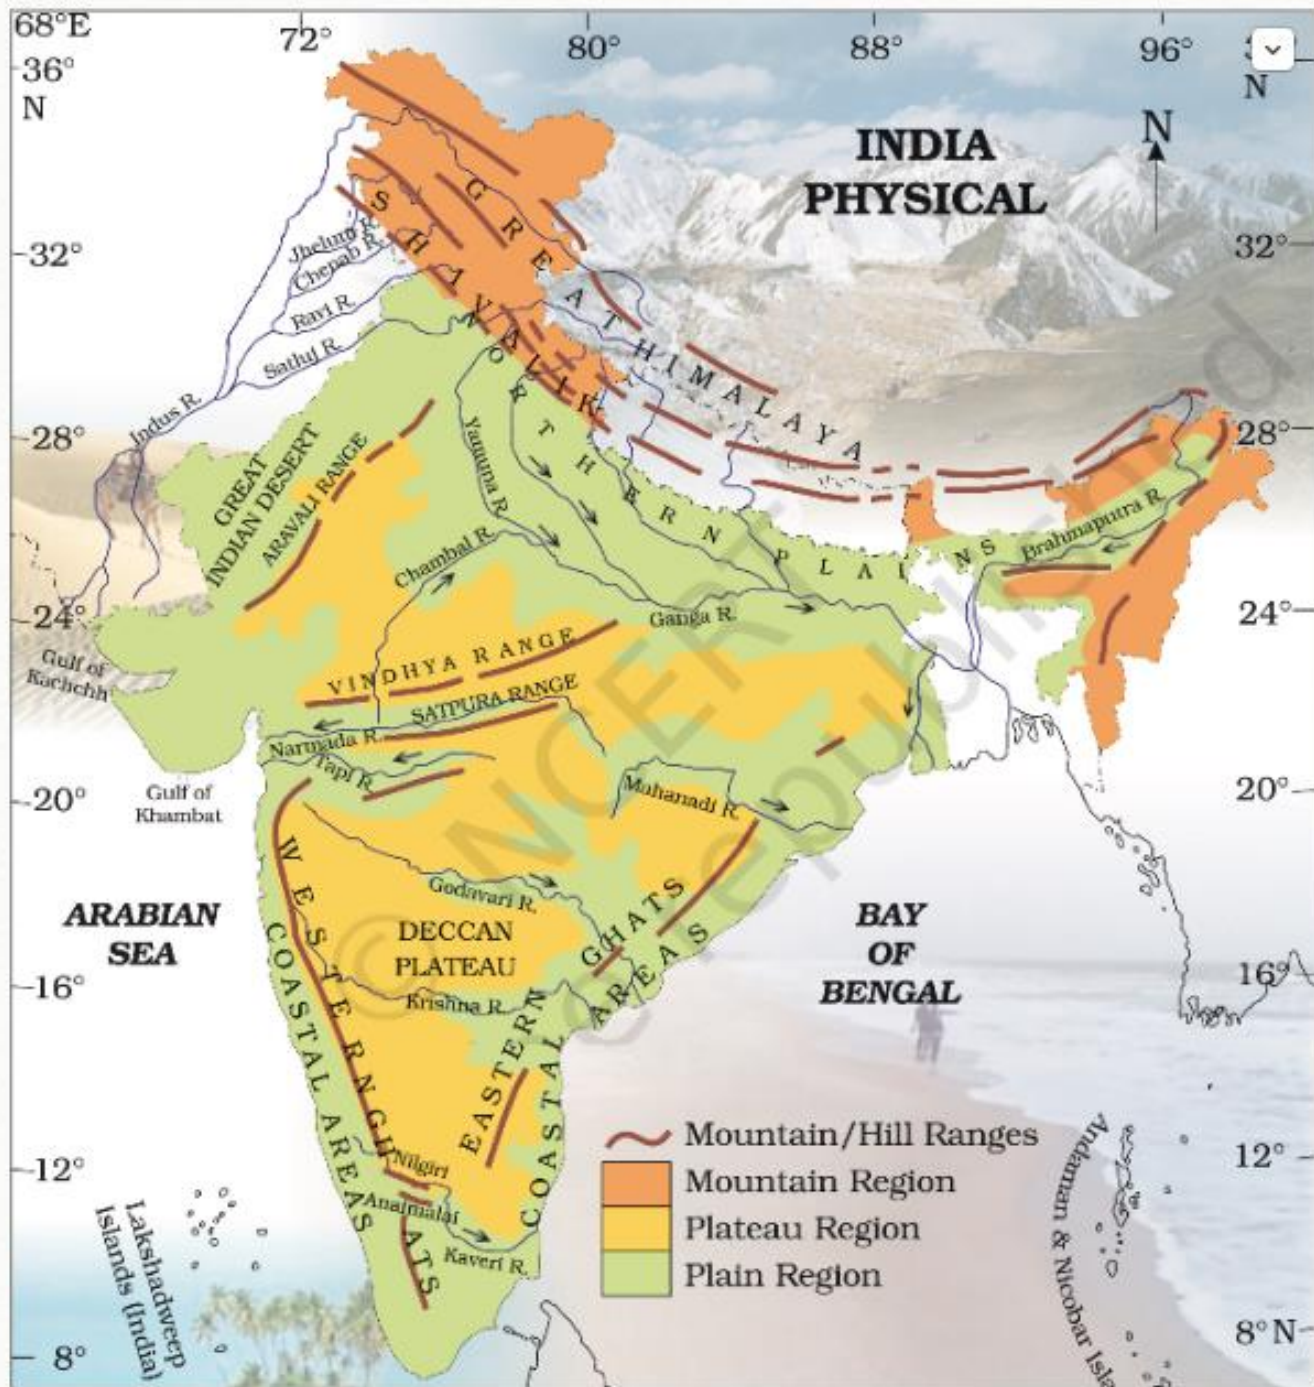 68°E
72°
80°
88°
96°
36°
N
N
INDIA
PHYSICAL
N
32°
32°
28°
28°
24°
24°
20°
20°
16°
16°
12°
12°
8°
8° N
GREAT HIMALAYA
SHIVALIK
NORTHERN PLAINS
Jhelum R.
Chenab R.
Ravi R.
Satluj R.
Indus R.
Yamuna R.
GREAT
INDIAN DESERT
ARAVALI RANGE
Chambal R.
Ganga R.
Brahmaputra R.
VINDHYA RANGE
SATPURA RANGE
Gulf of
Kachchh
Narmada R.
Tapi R.
Gulf of
Khambat
Mahanadi R.
Godavari R.
DECCAN
PLATEAU
Krishna R.
WESTERN GHATS
COASTAL AREAS
EASTERN GHATS
COASTAL AREAS
ARABIAN
SEA
BAY
OF
BENGAL
Nilgiri
Anaimalai
Kaveri R.
Lakshadweep
Islands (India)
Andaman & Nicobar
Mountain/Hill Ranges
Mountain Region
Plateau Region
Plain Region
© NCERT
republished